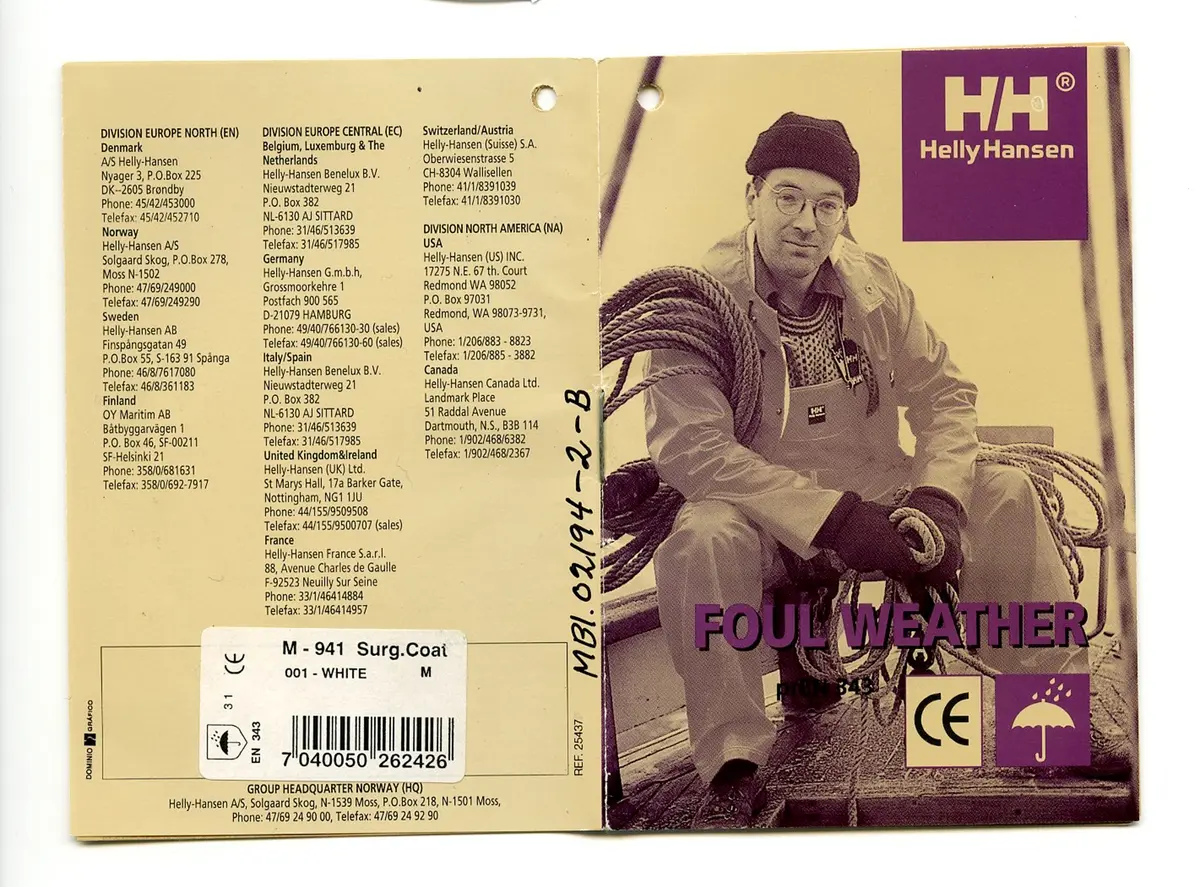 DIVISION EUROPE NORTH (EN)
Denmark
A/S Helly-Hansen
Nyager 3, P.O.Box 225
DK--2605 Brøndby
Phone: 45/42/453000
Telefax: 45/42/452710
Norway
Helly-Hansen A/S
Solgaard Skog, P.O.Box 278,
Moss N-1502
Phone: 47/69/249000
Telefax: 47/69/249290
Sweden
Helly-Hansen AB
Finspångsgatan 49
P.O.Box 55, S-163 91 Spånga
Phone: 46/8/7617080
Telefax: 46/8/361183
Finland
OY Maritim AB
Båtbyggarvägen 1
P.O. Box 46, SF-00211
SF-Helsinki 21
Phone: 358/0/681631
Telefax: 358/0/692-7917
DIVISION EUROPE CENTRAL (EC)
Belgium, Luxemburg & The
Netherlands
Helly-Hansen Benelux B.V.
Nieuwstadterweg 21
P.O. Box 382
NL-6130 AJ SITTARD
Phone: 31/46/513639
Telefax: 31/46/517985
Germany
Helly-Hansen G.m.b.h,
Grossmoorkehre 1
Postfach 900 565
D-21079 HAMBURG
Phone: 49/40/766130-30 (sales)
Telefax: 49/40/766130-60 (sales)
Italy/Spain
Helly-Hansen Benelux B.V.
Nieuwstadterweg 21
P.O. Box 382
NL-6130 AJ SITTARD
Phone: 31/46/513639
Telefax: 31/46/517985
United Kingdom&Ireland
Helly-Hansen (UK) Ltd.
St Marys Hall, 17a Barker Gate,
Nottingham, NG1 1JU
Phone: 44/155/9509508
Telefax: 44/155/9500707 (sales)
France
Helly-Hansen France S.a.r.l.
88, Avenue Charles de Gaulle
F-92523 Neuilly Sur Seine
Phone: 33/1/46414884
Telefax: 33/1/46414957
Switzerland/Austria
Helly-Hansen (Suisse) S.A.
Oberwiesenstrasse 5
CH-8304 Wallisellen
Phone: 41/1/8391039
Telefax: 41/1/8391030
DIVISION NORTH AMERICA (NA)
USA
Helly-Hansen (US) INC.
17275 N.E. 67 th. Court
Redmond WA 98052
P.O. Box 97031
Redmond, WA 98073-9731,
USA
Phone: 1/206/883 - 8823
Telefax: 1/206/885 - 3882
Canada
Helly-Hansen Canada Ltd.
Landmark Place
51 Raddal Avenue
Dartmouth, N.S., B3B 114
Phone: 1/902/468/6382
Telefax: 1/902/468/2367
MBI.02194-2-B
REF. 25437
DOMINIO GRÁFICO
M - 941 Surg.Coat
001 - WHITE M
31 CE
EN 343
7 040050 262426
GROUP HEADQUARTER NORWAY (HQ)
Helly-Hansen A/S, Solgaard Skog, N-1539 Moss, P.O.Box 218, N-1501 Moss,
Phone: 47/69 24 90 00, Telefax: 47/69 24 92 90
HH®
Helly Hansen
HH
HH
FOUL WEATHER
343
CE